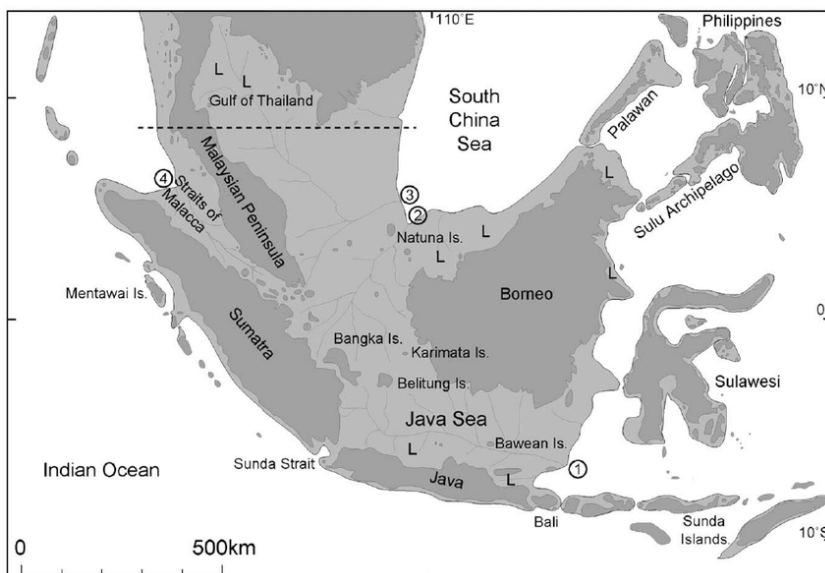 110˚E
Philippines
L
L
Gulf of Thailand
South
China
Sea
10˚N
Palawan
Malaysian Peninsula
4
Straits of
Malacca
3
2
L
Sulu Archipelago
Natuna Is.
L
L
L
Mentawai Is.
Borneo
0
Sumatra
Bangka Is.
Karimata Is.
Belitung Is.
Sulawesi
Java Sea
Bawean Is.
L
1
Indian Ocean
Sunda Strait
Java
L
Bali
Sunda
Islands.
10˚S
0
500km